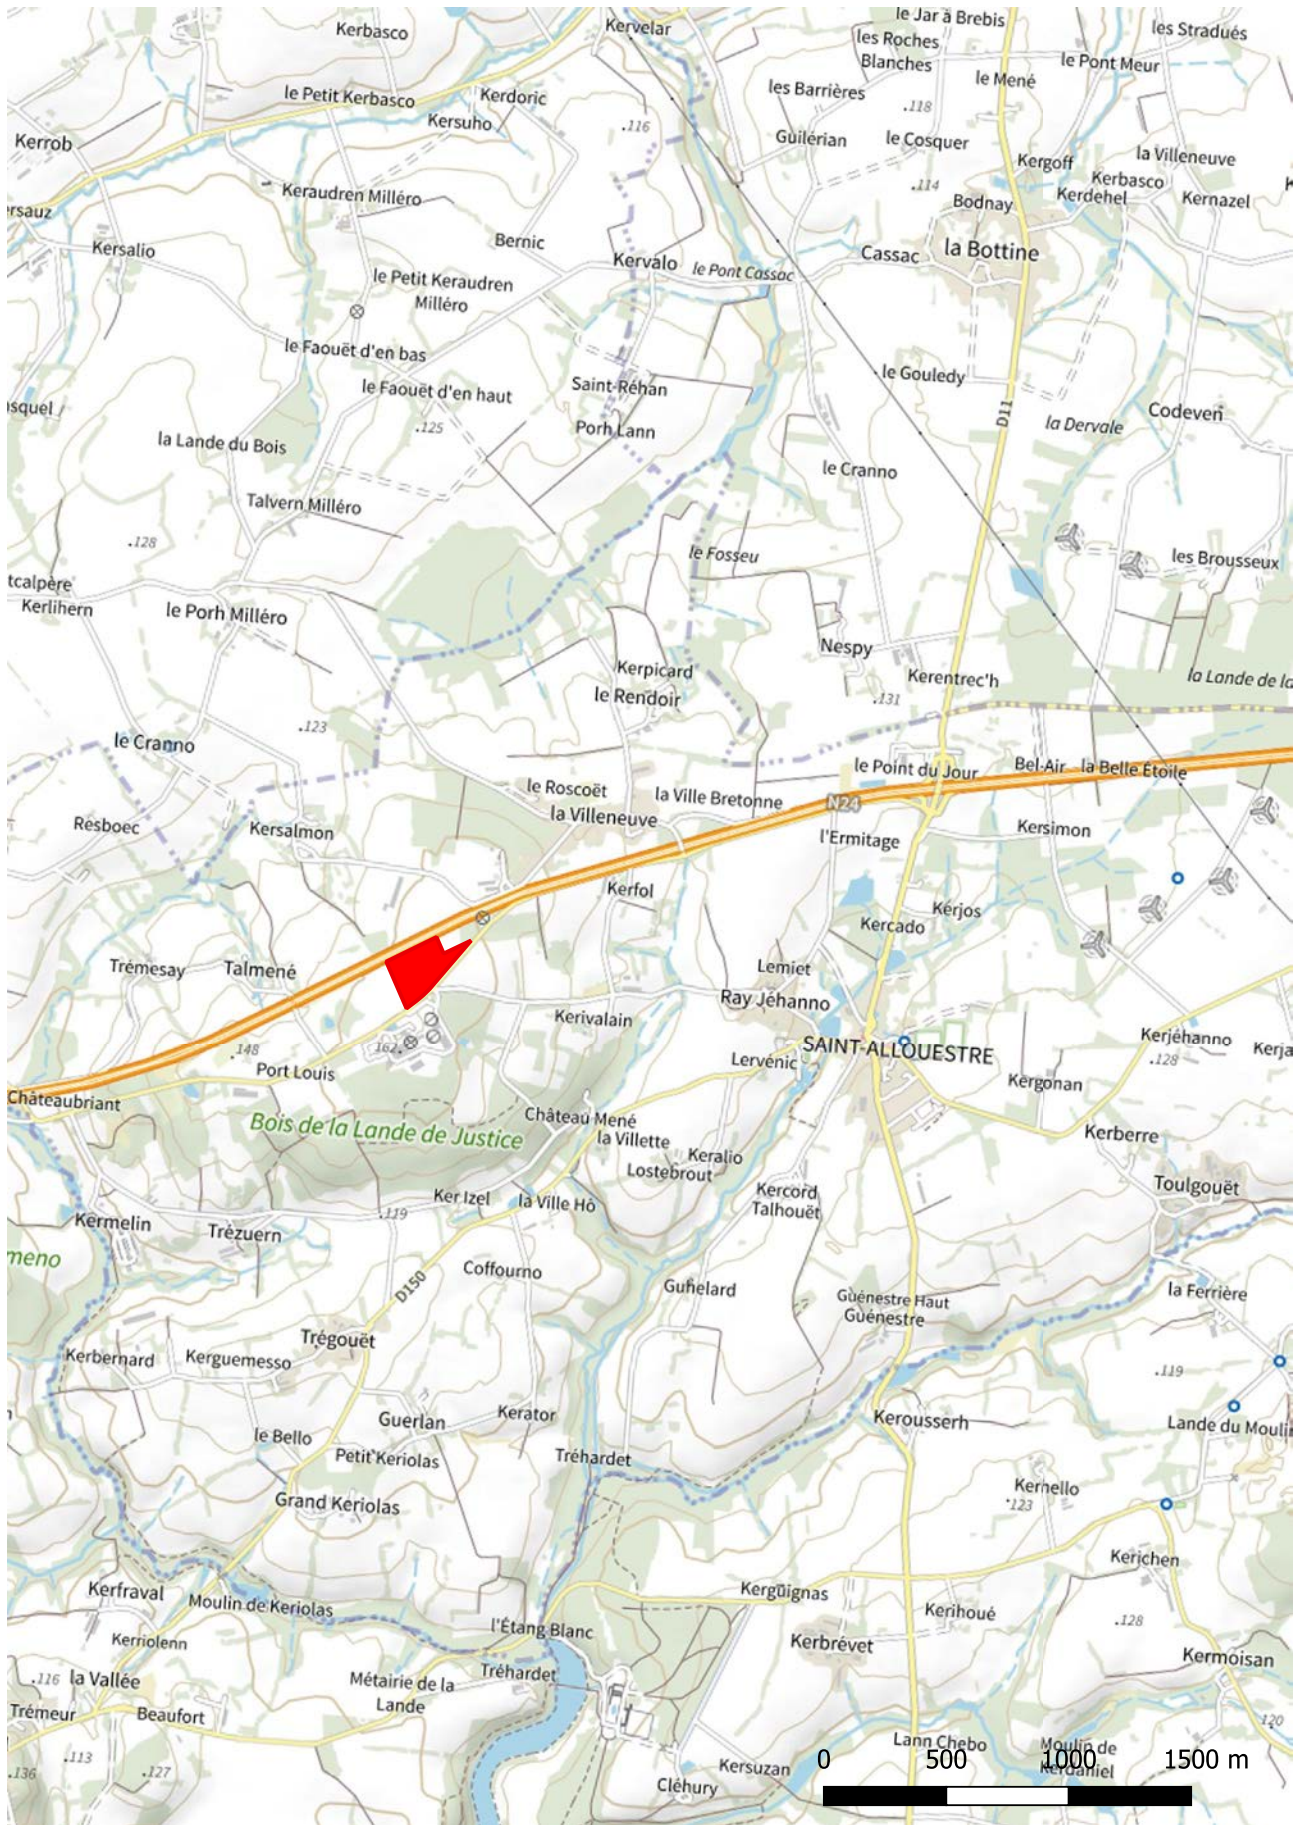 le Jar à Brebis
Kerbasco
Kervelar
les Roches
Blanches
les Stradués
le Pont Meur
le Mené
les Barrières
le Petit Kerbasco
Kerdoric
.118
Kersuho
.116
Guilérian
le Cosquer
Kerrob
Kergoff
la Villeneuve
Kerbasco
Kerdehel
Kernazel
.114
Keraudren Milléro
Bodnay
ersauz
Bernic
Kersalio
Kervalo
le Pont Cassac
Cassac
la Bottine
le Petit Keraudren
Milléro
le Faouët d'en bas
le Faouët d'en haut
Saint-Réhan
le Gouledy
squel
.125
Porh Lann
D11
la Dervale
Codeven
la Lande du Bois
le Cranno
Talvern Milléro
.128
le Fosseu
les Brousseux
tcalpère
Kerlihern
le Porh Milléro
Nespy
Kerpicard
le Rendoir
Kerentrec'h
la Lande de la
.131
.123
le Cranno
le Point du Jour
Bel-Air
la Belle Étoile
le Roscoët
la Ville Bretonne
N24
la Villeneuve
Resboec
Kersalmon
l'Ermitage
Kersimon
Kerfol
Kerjos
Kercado
Trémesay
Talmené
Lemiet
Ray Jéhanno
Kerivalain
SAINT-ALLOUESTRE
Kerjéhanno
.128
Kerja
.148
162
Lervénic
Port Louis
Kergonan
Châteaubriant
Château Mené
Bois de la Lande de Justice
la Villette
Kerberre
Keralio
Lostebrout
Toulgouët
Ker Izel
la Ville Hô
Kercord
Talhouët
.119
Kermelin
Trézuern
meno
Coffourno
D150
Guhelard
Guénestre Haut
Guénestre
la Ferrière
Trégouët
Kerbernard
Kerguemesso
.119
Guerlan
Kerator
Kerousserh
Lande du Moulin
le Bello
Petit Keriolas
Tréhardet
Kernello
.123
Grand Keriolas
Kerichen
Kerfraval
Moulin de Keriolas
Kerguignas
Kerihoué
.128
l'Étang Blanc
Kerriolenn
Kerbrévet
Kermoisan
.116
la Vallée
Tréhardet
Métairie de la
Lande
Trémeur
Beaufort
120
Lann Chebo
Moulin de
Kerdaniel
.113
.136
.127
Kersuzan
Cléhury
0 500 1000 1500 m